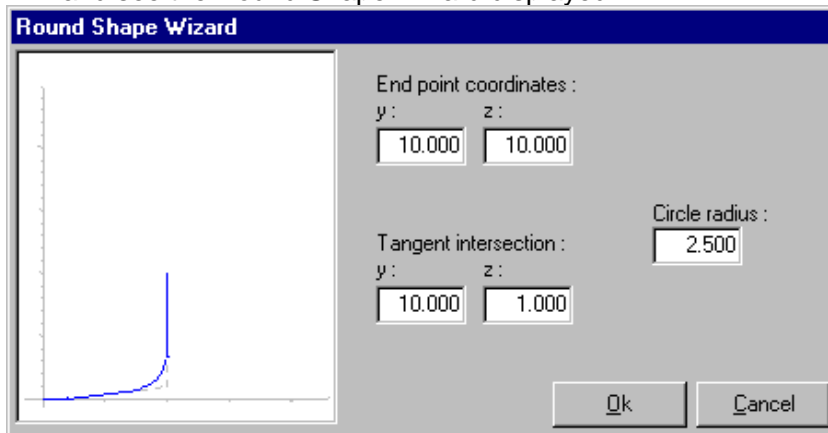 Round Shape Wizard
End point coordinates :
y :   z :
10.000   10.000
Circle radius :
2.500
Tangent intersection :
y :   z :
10.000   1.000
Ok   Cancel